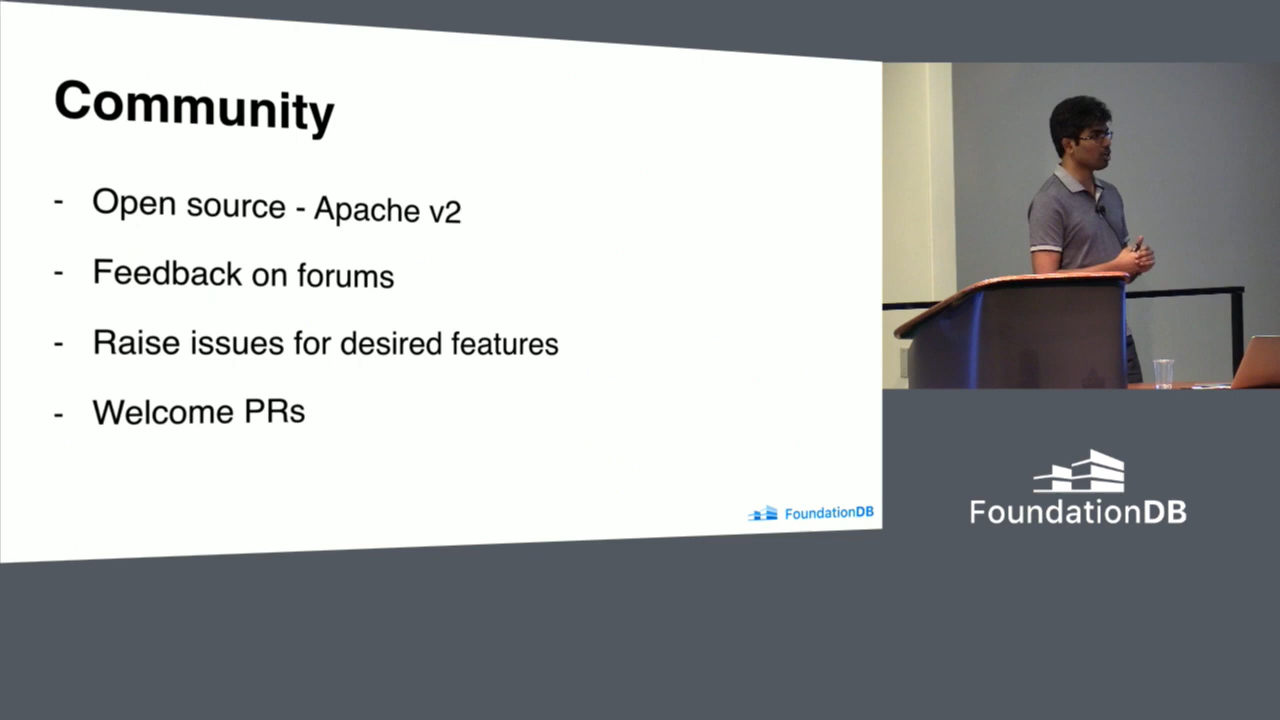 Community
- Open source - Apache v2
- Feedback on forums
- Raise issues for desired features
- Welcome PRs
FoundationDB
FoundationDB